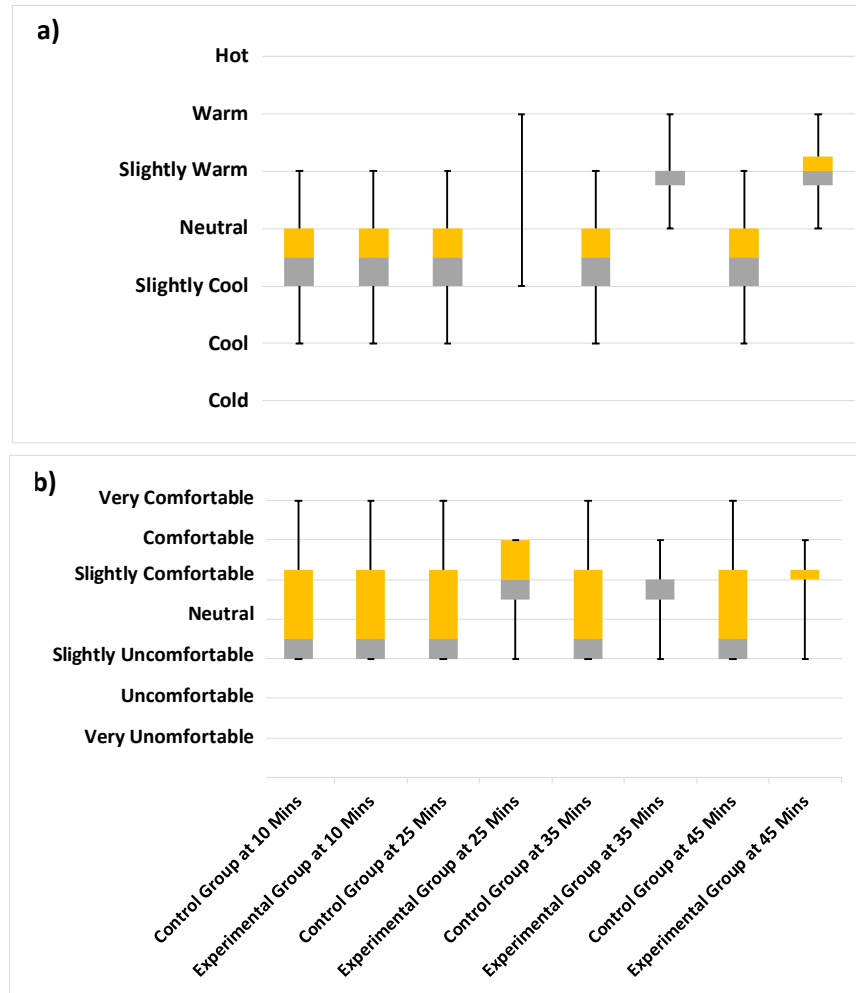 a)
Hot
Warm
Slightly Warm
Neutral
Slightly Cool
Cool
Cold
b)
Very Comfortable
Comfortable
Slightly Comfortable
Neutral
Slightly Uncomfortable
Uncomfortable
Very Unomfortable
Control Group at 10 Mins
Experimental Group at 10 Mins
Control Group at 25 Mins
Experimental Group at 25 Mins
Control Group at 35 Mins
Experimental Group at 35 Mins
Control Group at 45 Mins
Experimental Group at 45 Mins